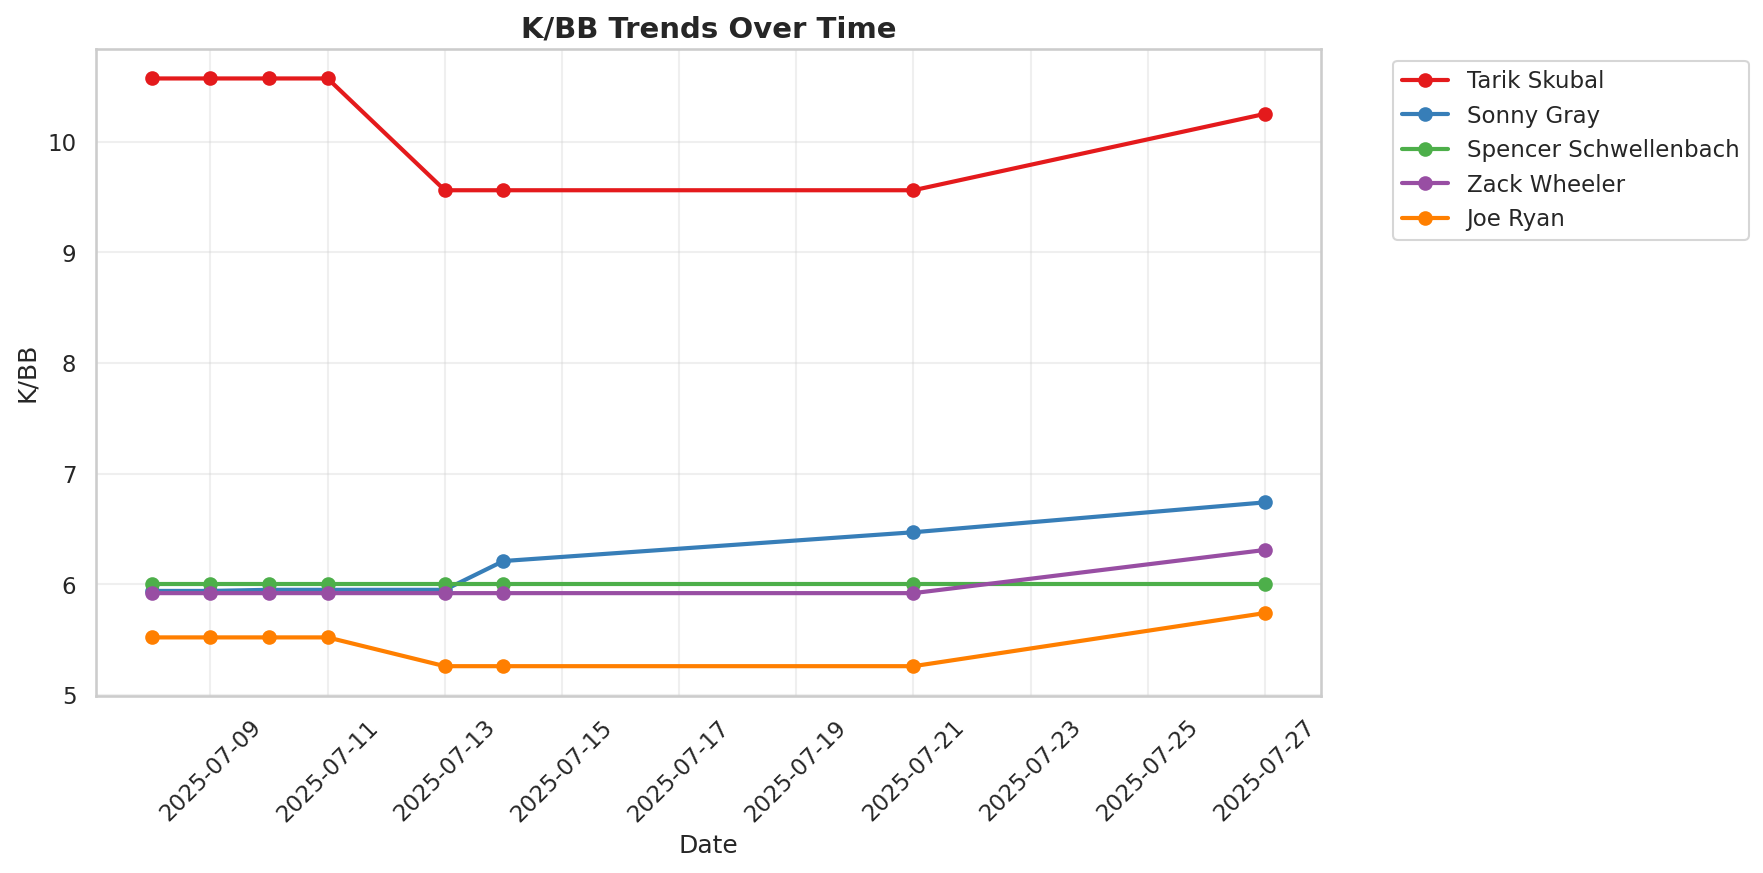 K/BB Trends Over Time
Tarik Skubal
Sonny Gray
Spencer Schwellenbach
Zack Wheeler
Joe Ryan
K/BB
10
9
8
7
6
5
2025-07-09
2025-07-11
2025-07-13
2025-07-15
2025-07-17
2025-07-19
2025-07-21
2025-07-23
2025-07-25
2025-07-27
Date